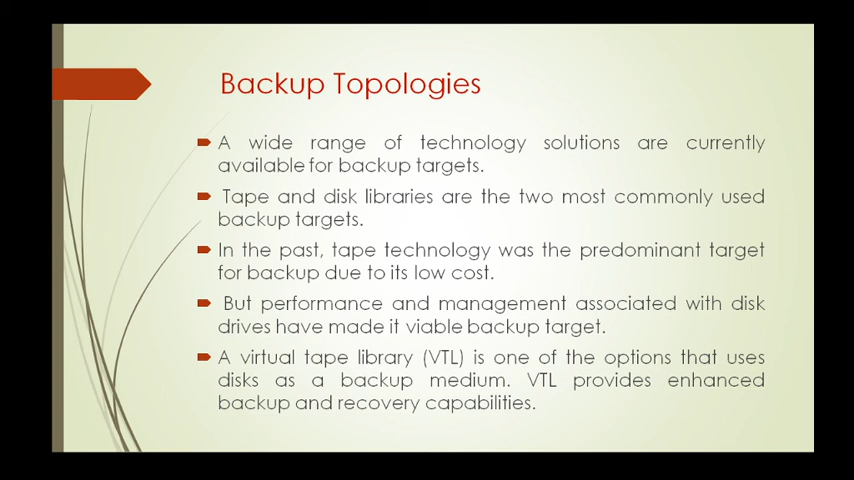 Backup Topologies
A wide range of technology solutions are currently
available for backup targets.
Tape and disk libraries are the two most commonly used
backup targets.
In the past, tape technology was the predominant target
for backup due to its low cost.
But performance and management associated with disk
drives have made it viable backup target.
A virtual tape library (VTL) is one of the options that uses
disks as a backup medium. VTL provides enhanced
backup and recovery capabilities.